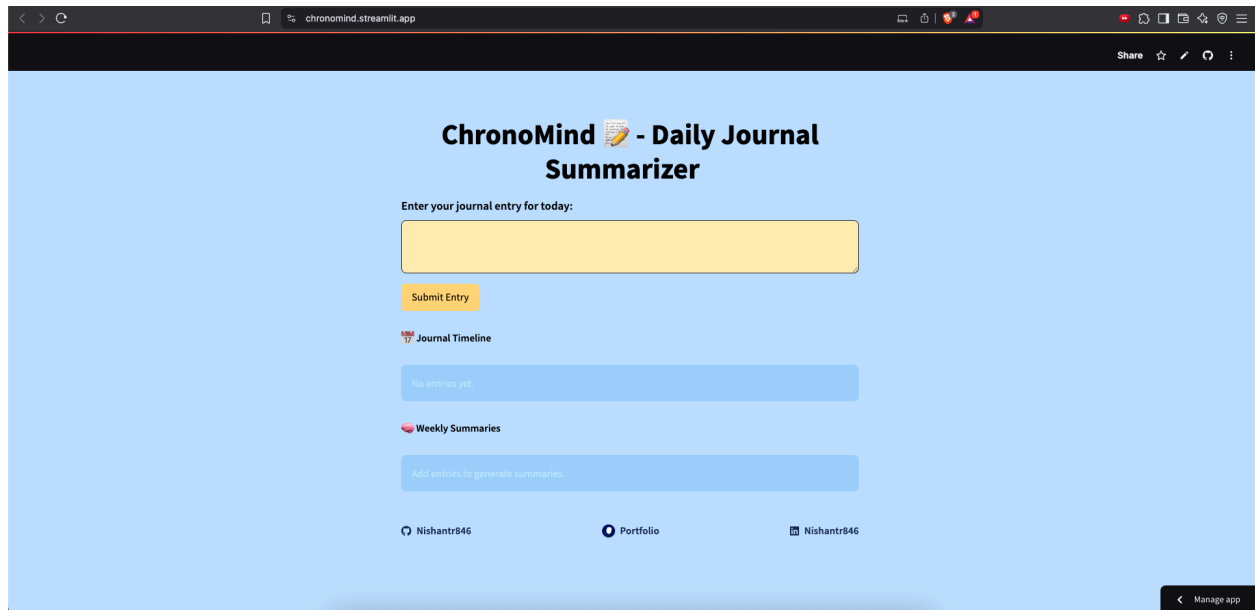 chronomind.streamlit.app
Share
ChronoMind 📝 - Daily Journal
Summarizer
Enter your journal entry for today:
Submit Entry
Journal Timeline
No entries yet.
Weekly Summaries
Add entries to generate summaries.
Nishantr846
Portfolio
Nishantr846
Manage app